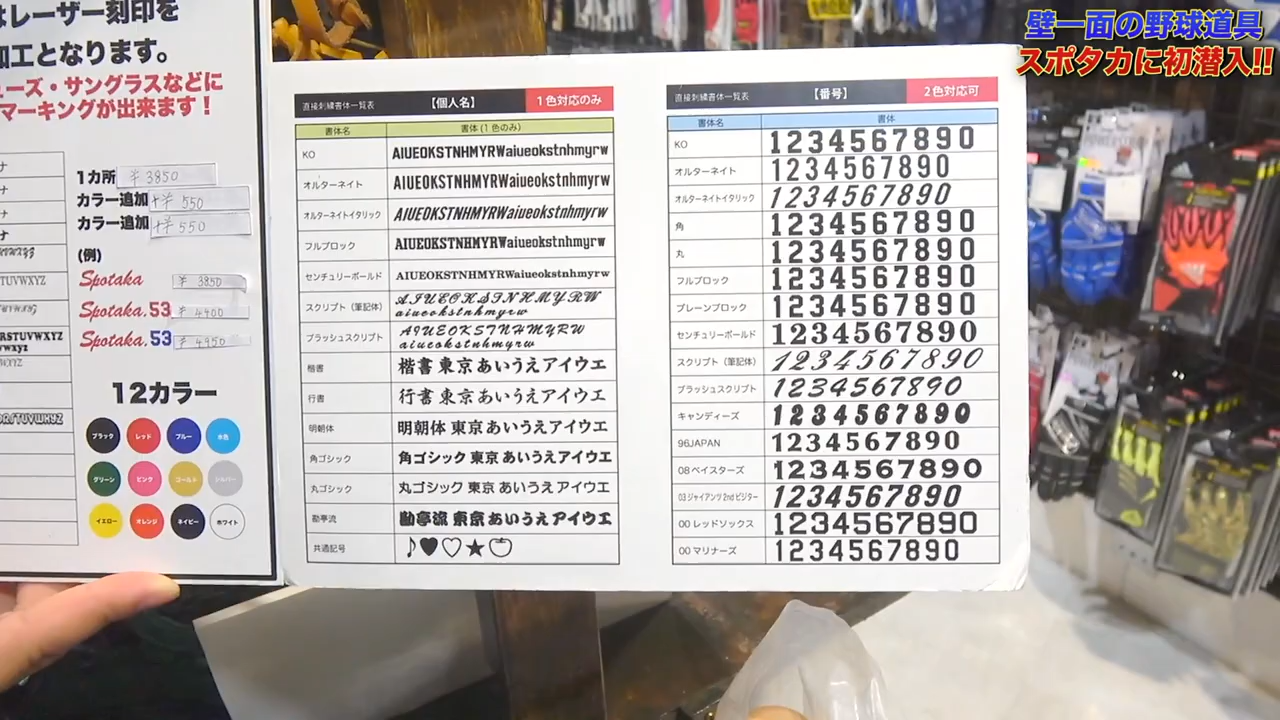 壁一面の野球道具
スポタカに初潜入!!
はレーザー刻印を
加工となります。
ューズ・サングラスなどに
マーキングが出来ます！
1カ所 ￥3850
カラー追加 +￥550
カラー追加 +￥550
(例)
Spotaka ￥3850
Spotaka.53 ￥4400
Spotaka.53 ￥4950
12カラー
ブラック レッド ブルー 水色
グリーン ピンク ゴールド シルバー
イエロー オレンジ ネイビー ホワイト
直接刺繍書体一覧表 【個人名】 1色対応のみ
書体名 書体(1色のみ)
KO AIUEOKSTNHMYRWaiueokstnhmyrw
オルターネイト AIUEOKSTNHMYRWaiueokstnhmyrw
オルターネイトイタリック AIUEOKSTNHMYRWaiueokstnhmyrw
フルブロック AIUEOKSTNHMYRWaiueokstnhmyrw
センチュリーボールド AIUEOKSTNHMYRWaiueokstnhmyrw
スクリプト（筆記体） AIUEOKSTNHMYRW
aiueokstnhmyrw
ブラッシュスクリプト AIUEOKSTNHMYRW
aiueokstnhmyrw
楷書 楷書 東京 あいうえアイウエ
行書 行書 東京 あいうえアイウエ
明朝体 明朝体 東京 あいうえアイウエ
角ゴシック 角ゴシック 東京 あいうえアイウエ
丸ゴシック 丸ゴシック 東京 あいうえアイウエ
勘亭流 勘亭流 東京 あいうえ アイウエ
共通記号 ♪♥♡★
直接刺繍書体一覧表 【番号】 2色対応可
書体名 書体
KO 1234567890
オルターネイト 1234567890
オルターネイトイタリック 1234567890
角 1234567890
丸 1234567890
フルブロック 1234567890
プレーンブロック 1234567890
センチュリーボールド 1234567890
スクリプト（筆記体） 1234567890
ブラッシュスクリプト 1234567890
キャンディーズ 1234567890
96JAPAN 1234567890
08ベイスターズ 1234567890
03ジャイアンツ2ndビジター 1234567890
00 レッドソックス 1234567890
00 マリナーズ 1234567890